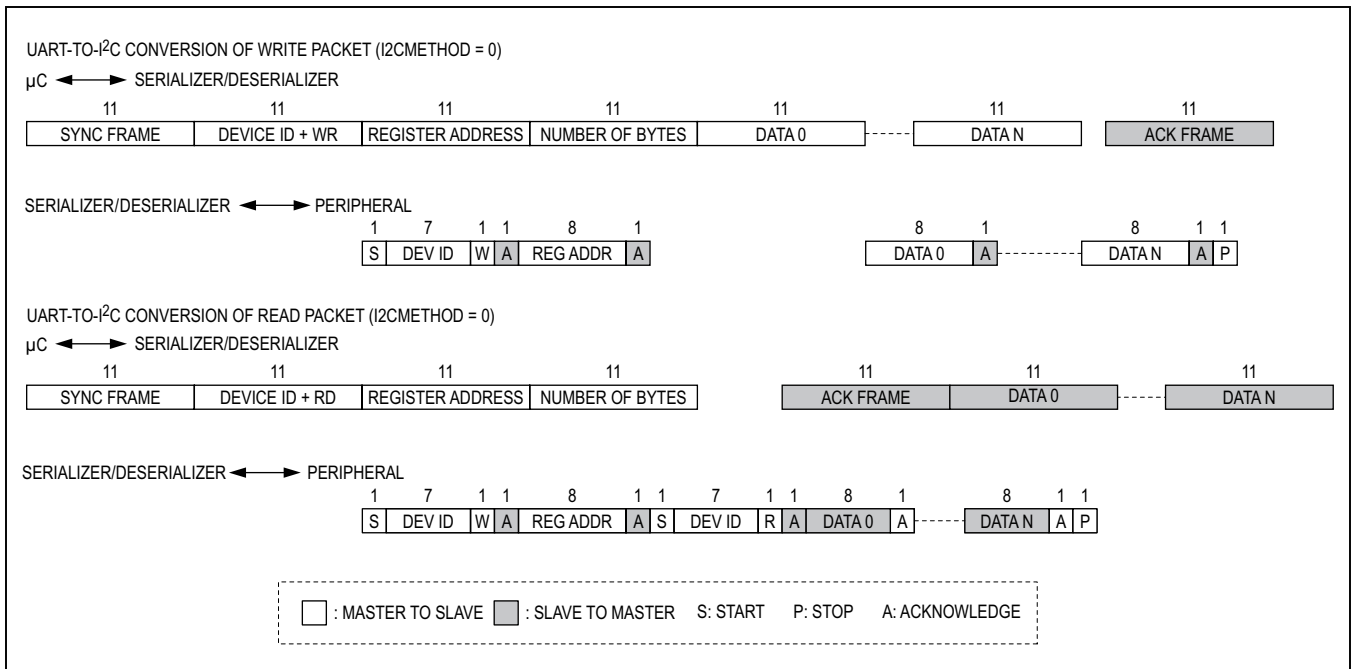 UART-TO-I2C CONVERSION OF WRITE PACKET (I2CMETHOD = 0)
µC SERIALIZER/DESERIALIZER
11 11 11 11 11 11 11
SYNC FRAME DEVICE ID + WR REGISTER ADDRESS NUMBER OF BYTES DATA 0 DATA N ACK FRAME
SERIALIZER/DESERIALIZER PERIPHERAL
1 7 1 1 8 1 8 1 8 1 1
S DEV ID W A REG ADDR A DATA 0 A DATA N A P
UART-TO-I2C CONVERSION OF READ PACKET (I2CMETHOD = 0)
µC SERIALIZER/DESERIALIZER
11 11 11 11 11 11 11
SYNC FRAME DEVICE ID + RD REGISTER ADDRESS NUMBER OF BYTES ACK FRAME DATA 0 DATA N
SERIALIZER/DESERIALIZER PERIPHERAL
1 7 1 1 8 1 1 7 1 1 8 1 8 1 1
S DEV ID W A REG ADDR A S DEV ID R A DATA 0 A DATA N A P
: MASTER TO SLAVE : SLAVE TO MASTER S: START P: STOP A: ACKNOWLEDGE